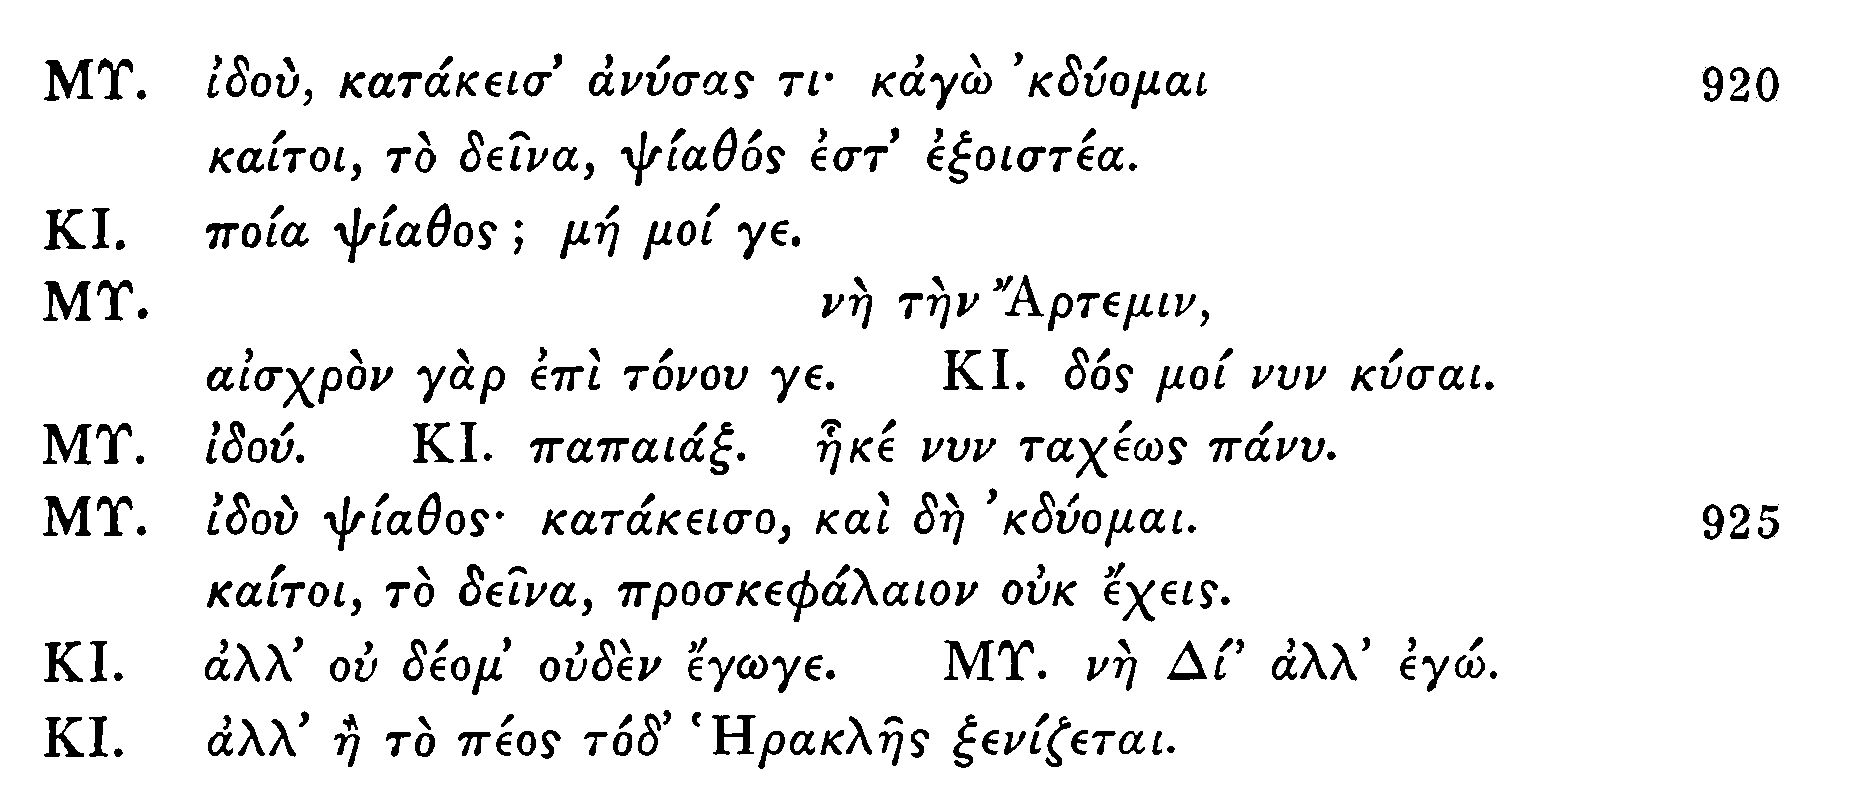 ΜΥ. ἰδοὺ, κατάκεισ’ ἀνύσας τι· κἀγὼ ’κδύομαι 920
καίτοι, τὸ δεῖνα, ψίαθός ἐστ’ ἐξοιστέα.
ΚΙ. ποία ψίαθος ; μή μοί γε.
ΜΥ. νὴ τὴν Ἄρτεμιν,
αἰσχρὸν γὰρ ἐπὶ τόνου γε. ΚΙ. δός μοί νυν κύσαι.
ΜΥ. ἰδού. ΚΙ. παπαιάξ. ἧκέ νυν ταχέως πάνυ.
ΜΥ. ἰδοὺ ψίαθος· κατάκεισο, καὶ δὴ ’κδύομαι. 925
καίτοι, τὸ δεῖνα, προσκεφάλαιον οὐκ ἔχεις.
ΚΙ. ἀλλ’ οὐ δέομ’ οὐδὲν ἔγωγε. ΜΥ. νὴ Δί’ ἀλλ’ ἐγώ.
ΚΙ. ἀλλ’ ἢ τὸ πέος τόδ’ Ἡρακλῆς ξενίζεται.